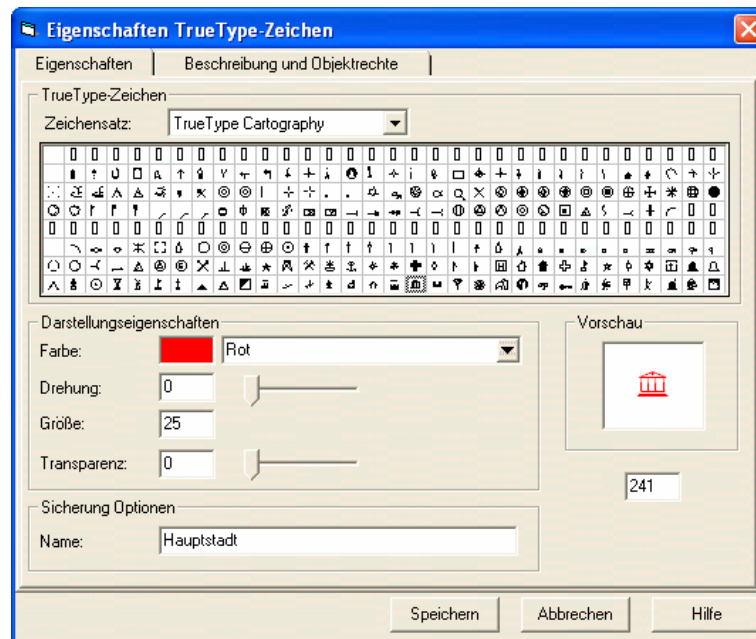 Eigenschaften TrueType-Zeichen
Eigenschaften
Beschreibung und Objektrechte
TrueType-Zeichen
Zeichensatz:
TrueType Cartography
Darstellungseigenschaften
Vorschau
Farbe:
Rot
Drehung:
0
Größe:
25
Transparenz:
0
241
Sicherung Optionen
Name:
Hauptstadt
Speichern
Abbrechen
Hilfe